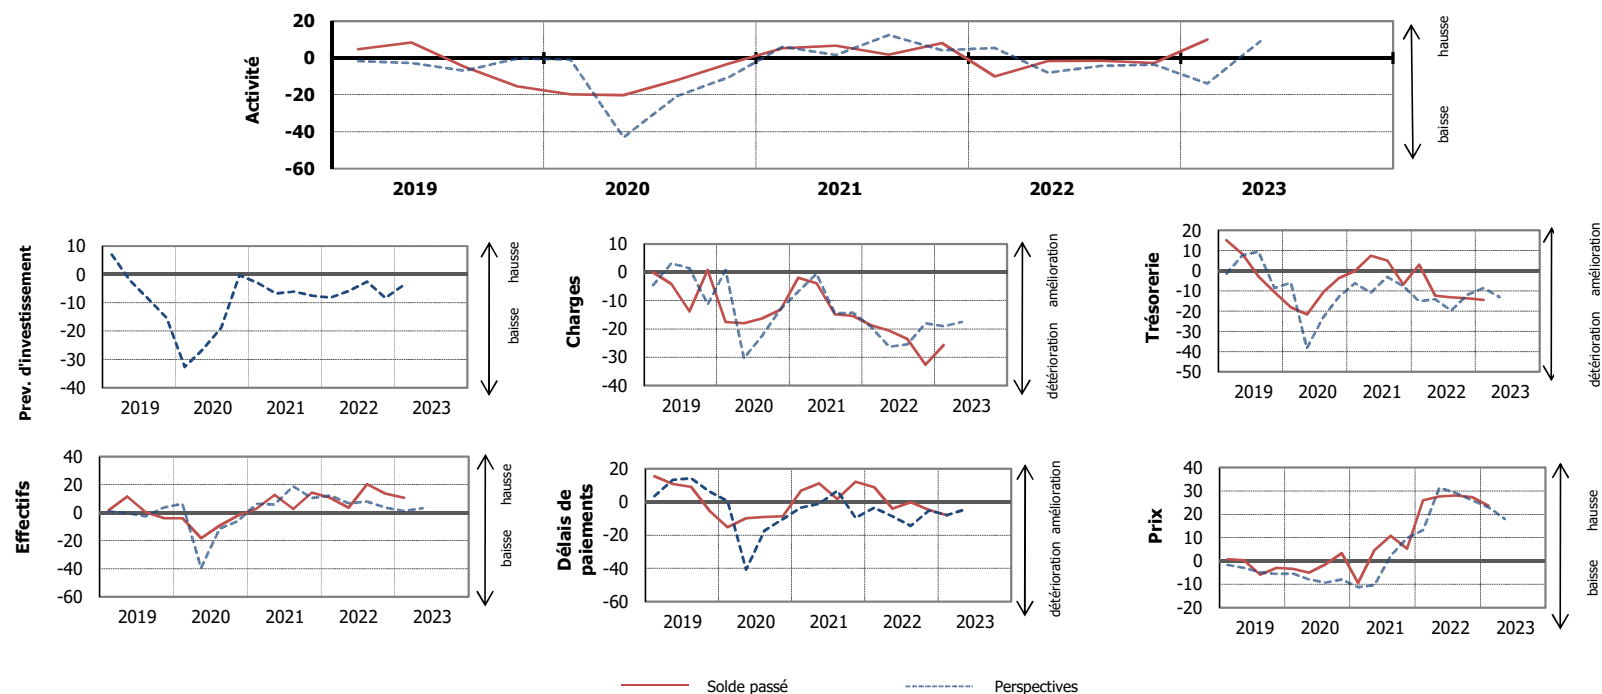 Activité
20
0
-20
-40
-60
hausse
baisse
2019 2020 2021 2022 2023
Prev. d'investissement
10
0
-10
-20
-30
-40
hausse
baisse
2019 2020 2021 2022 2023
Charges
10
0
-10
-20
-30
-40
amélioration
détérioration
2019 2020 2021 2022 2023
Trésorerie
20
10
0
-10
-20
-30
-40
-50
amélioration
détérioration
2019 2020 2021 2022 2023
Effectifs
40
20
0
-20
-40
-60
hausse
baisse
2019 2020 2021 2022 2023
Délais de
paiements
20
0
-20
-40
-60
amélioration
détérioration
2019 2020 2021 2022 2023
Prix
40
30
20
10
0
-10
-20
hausse
baisse
2019 2020 2021 2022 2023
Solde passé Perspectives